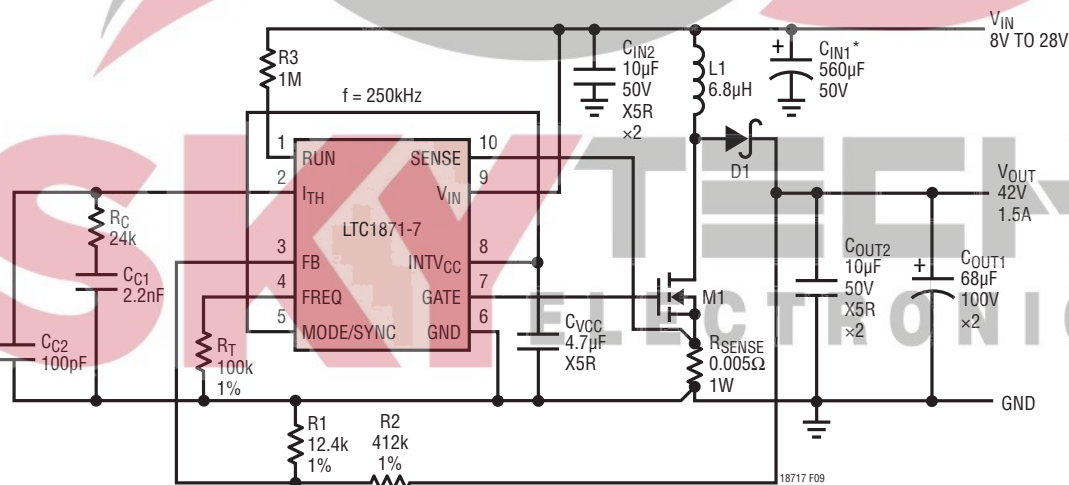 V_IN
8V TO 28V
R3
1M
f = 250kHz
C_IN2
10µF
50V
X5R
×2
L1
6.8µH
+
C_IN1*
560µF
50V
D1
1
RUN
SENSE
10
2
I_TH
V_IN
9
LTC1871-7
3
FB
INTV_CC
8
4
FREQ
GATE
7
5
MODE/SYNC
GND
6
R_C
24k
C_C1
2.2nF
C_C2
100pF
R_T
100k
1%
C_VCC
4.7µF
X5R
M1
R_SENSE
0.005Ω
1W
V_OUT
42V
1.5A
C_OUT2
10µF
50V
X5R
×2
+
C_OUT1
68µF
100V
×2
GND
R1
12.4k
1%
R2
412k
1%
18717 F09
SKYTECH
ELECTRONIC